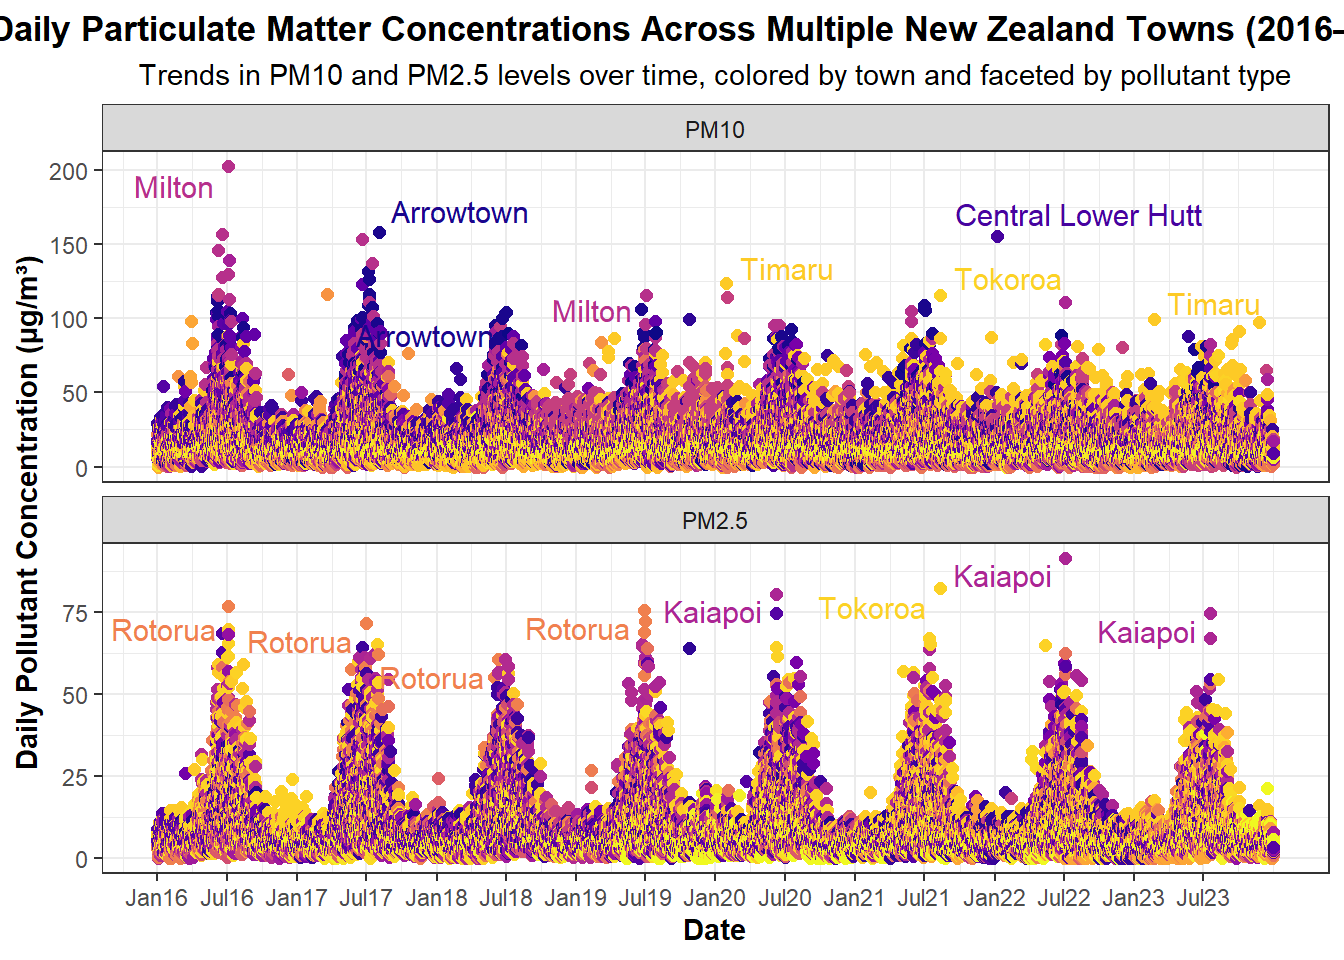 Daily Particulate Matter Concentrations Across Multiple New Zealand Towns (2016–
Trends in PM10 and PM2.5 levels over time, colored by town and faceted by pollutant type
PM10
200
150
100
50
0
Milton
Arrowtown
Central Lower Hutt
Timaru
Tokoroa
Milton
Timaru
Arrowtown
Daily Pollutant Concentration (µg/m³)
PM2.5
75
50
25
0
Kaiapoi
Kaiapoi
Tokoroa
Rotorua
Rotorua
Rotorua
Kaiapoi
Rotorua
Jan16 Jul16 Jan17 Jul17 Jan18 Jul18 Jan19 Jul19 Jan20 Jul20 Jan21 Jul21 Jan22 Jul22 Jan23 Jul23
Date